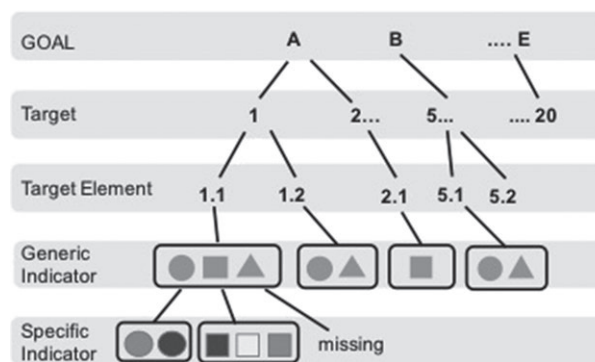 GOAL A B .... E
Target 1 2... 5... .... 20
Target Element 1.1 1.2 2.1 5.1 5.2
Generic
Indicator
Specific
Indicator missing